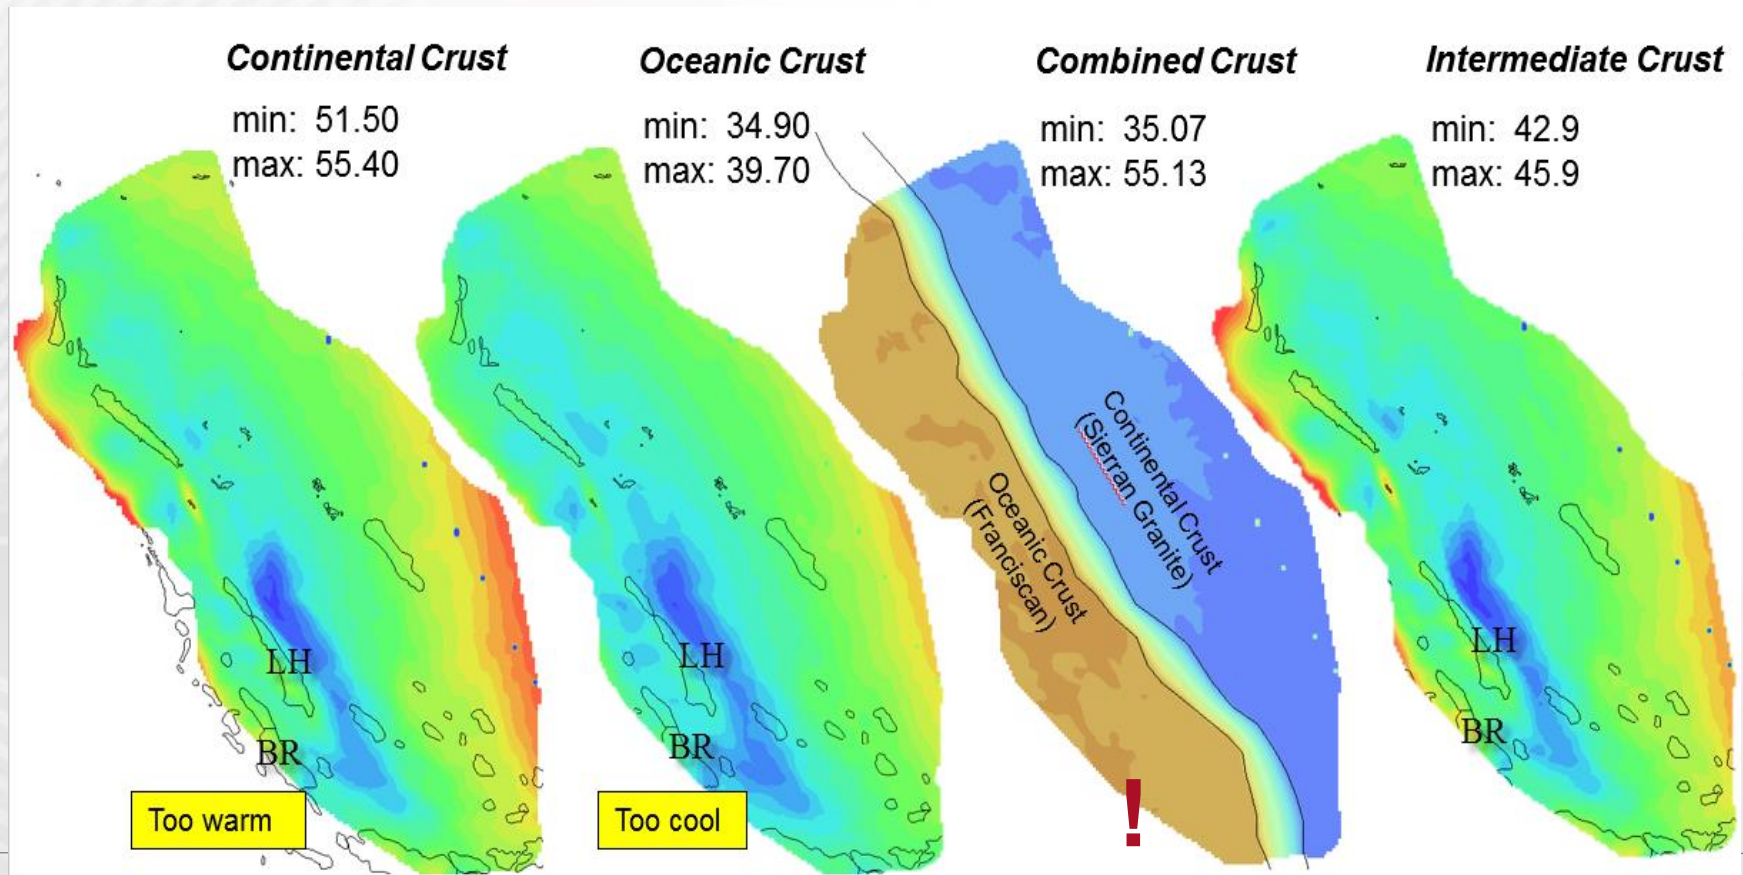 Continental Crust
min: 51.50
max: 55.40
Oceanic Crust
min: 34.90
max: 39.70
Combined Crust
min: 35.07
max: 55.13
Intermediate Crust
min: 42.9
max: 45.9
LH
BR
Too warm
LH
BR
Too cool
Continental Crust
(Sierran Granite)
Oceanic Crust
(Franciscan)
!
LH
BR